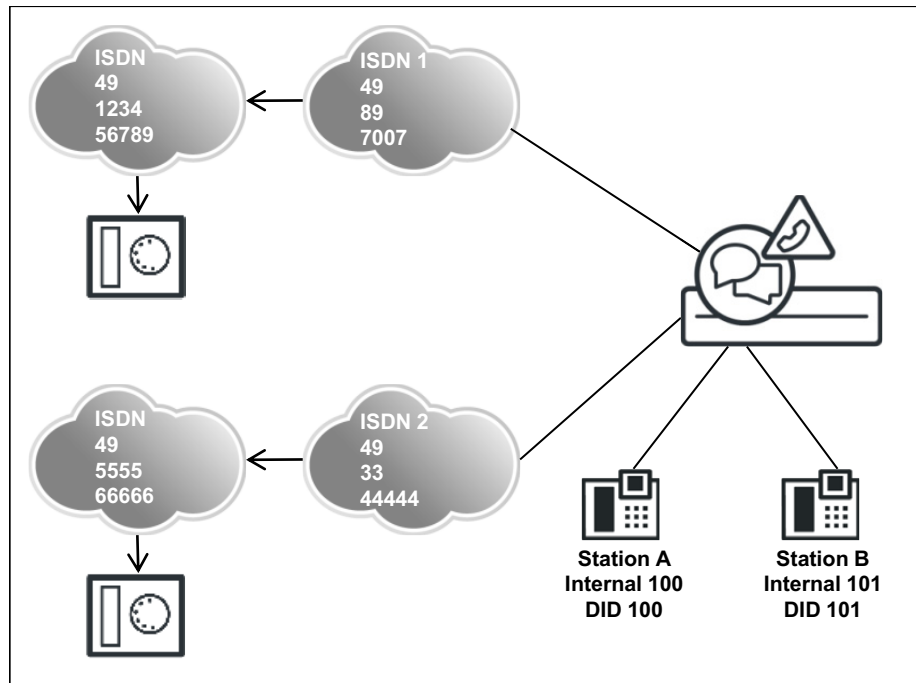 ISDN
49
1234
56789
ISDN 1
49
89
7007
ISDN
49
5555
66666
ISDN 2
49
33
44444
Station A
Internal 100
DID 100
Station B
Internal 101
DID 101